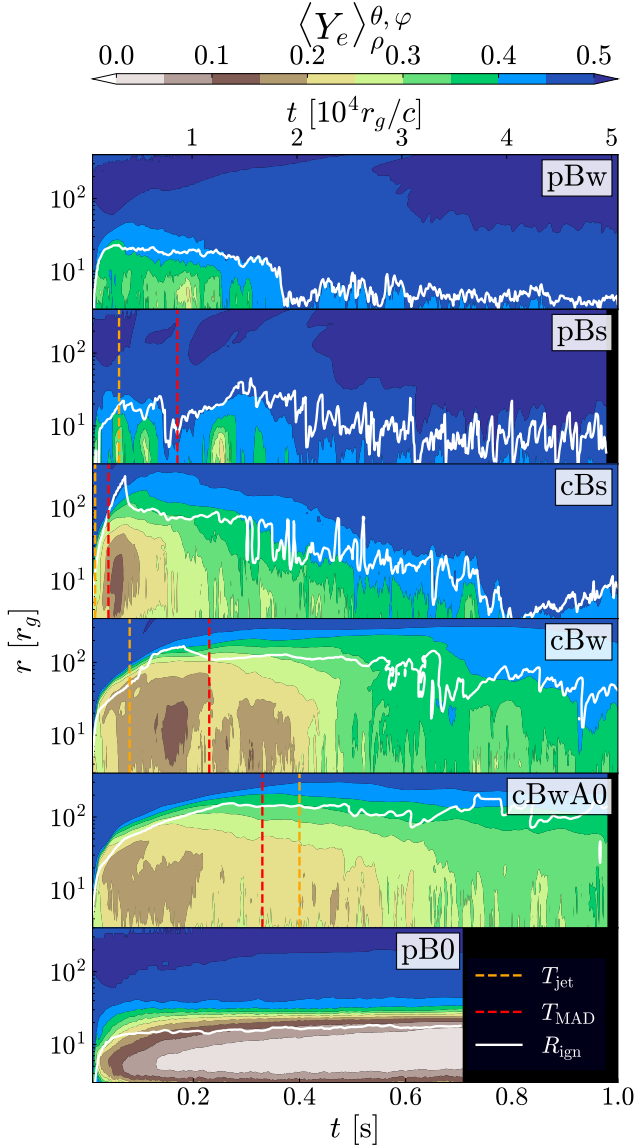 ⟨Y_e⟩_ρ^{θ, φ}
0.0 0.1 0.2 0.3 0.4 0.5
t [10^4 r_g/c]
1 2 3 4 5
pBw
10^2
10^1
pBs
10^2
10^1
cBs
10^2
10^1
r [r_g]
cBw
10^2
10^1
cBwA0
10^2
10^1
pB0
10^2
10^1
T_jet
T_MAD
R_ign
0.2 0.4 0.6 0.8 1.0
t [s]